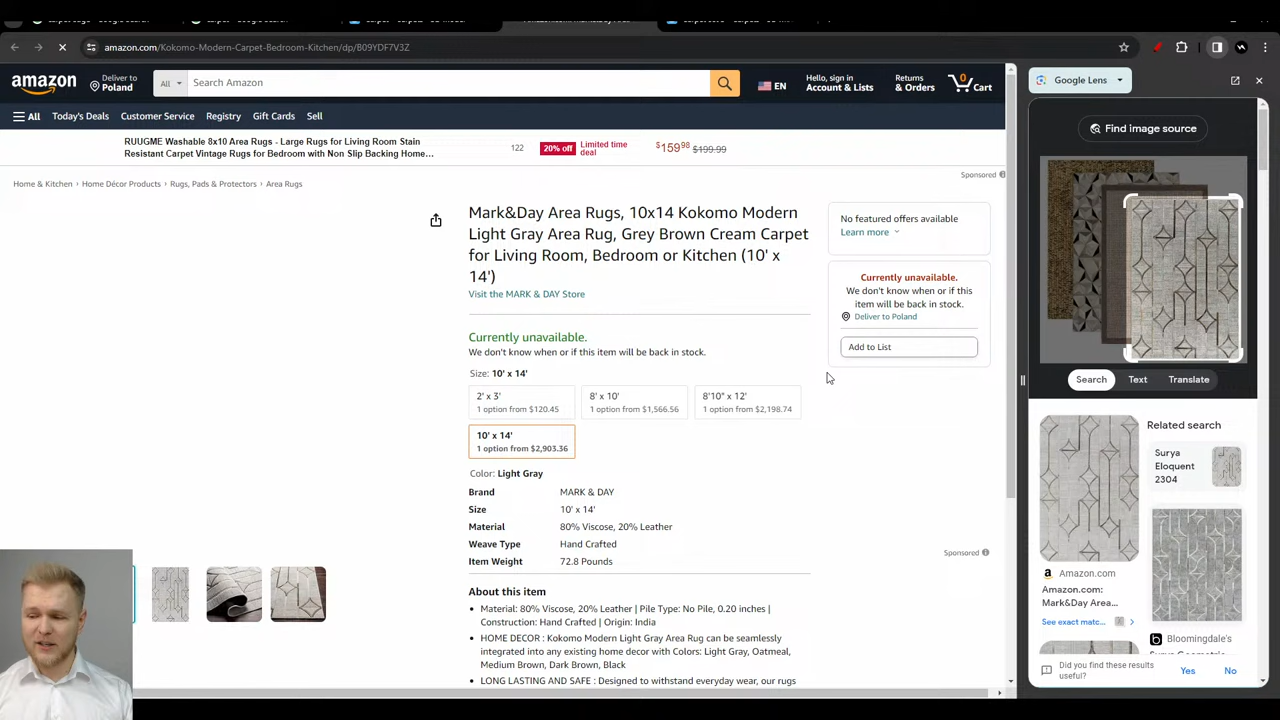 amazon.com/Kokomo-Modern-Carpet-Bedroom-Kitchen/dp/B09YDF7V3Z
amazon
Deliver to
Poland
All
Search Amazon
EN
Hello, sign in
Account & Lists
Returns
& Orders
0
Cart
All
Today's Deals
Customer Service
Registry
Gift Cards
Sell
RUUGME Washable 8x10 Area Rugs - Large Rugs for Living Room Stain
Resistant Carpet Vintage Rugs for Bedroom with Non Slip Backing Home...
122
20% off
Limited time
deal
$159.98
$199.99
Sponsored
Home & Kitchen › Home Décor Products › Rugs, Pads & Protectors › Area Rugs
Mark&Day Area Rugs, 10x14 Kokomo Modern
Light Gray Area Rug, Grey Brown Cream Carpet
for Living Room, Bedroom or Kitchen (10' x
14')
Visit the MARK & DAY Store
Currently unavailable.
We don't know when or if this item will be back in stock.
Size: 10' x 14'
2' x 3'
1 option from $120.45
8' x 10'
1 option from $1,566.56
8'10" x 12'
1 option from $2,198.74
10' x 14'
1 option from $2,903.36
Color: Light Gray
Brand MARK & DAY
Size 10' x 14'
Material 80% Viscose, 20% Leather
Weave Type Hand Crafted
Item Weight 72.8 Pounds
About this item
• Material: 80% Viscose, 20% Leather | Pile Type: No Pile, 0.20 inches |
Construction: Hand Crafted | Origin: India
• HOME DECOR : Kokomo Modern Light Gray Area Rug can be seamlessly
integrated into any existing home decor with Colors: Light Gray, Oatmeal,
Medium Brown, Dark Brown, Black
• LONG LASTING AND SAFE : Designed to withstand everyday wear, our rugs
No featured offers available
Learn more
Currently unavailable.
We don't know when or if this
item will be back in stock.
Deliver to Poland
Add to List
Sponsored
Google Lens
Find image source
Search
Text
Translate
Related search
Surya
Eloquent
2304
Amazon.com
Amazon.com:
Mark&Day Area...
See exact matc...
Bloomingdale's
Did you find these results
useful?
Yes
No